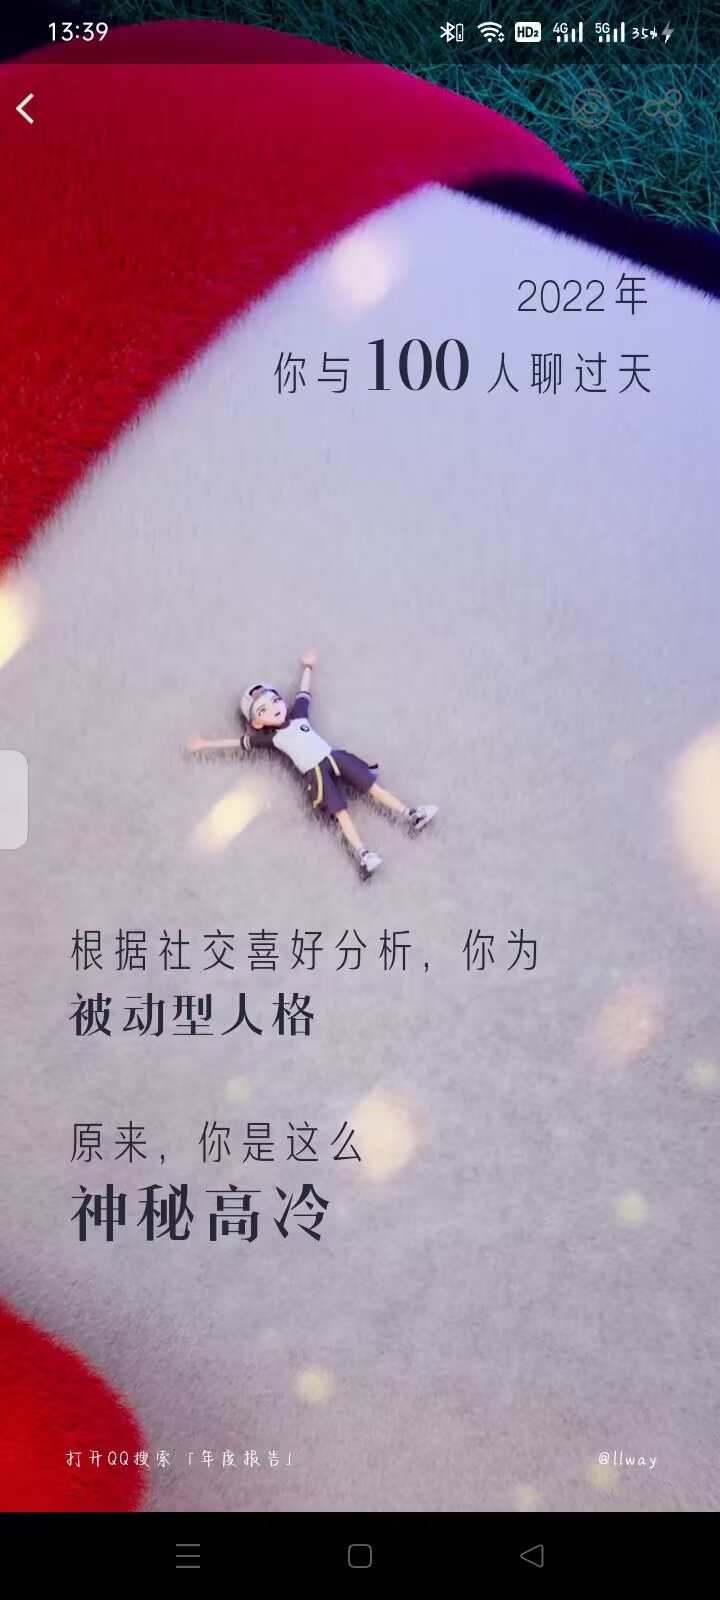 13:39
HD2 4G 5G 35%
2022年
你与100人聊过天
根据社交喜好分析，你为
被动型人格
原来，你是这么
神秘高冷
打开QQ搜索「年度报告」 @llway